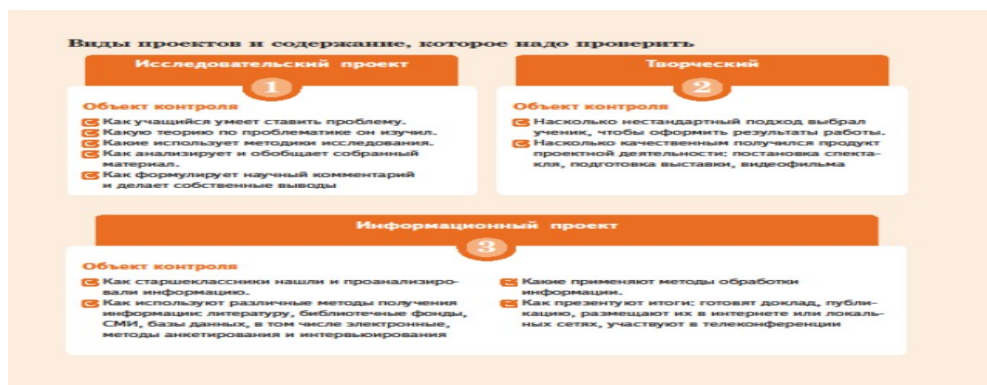 Виды проектов и содержание, которое надо проверить
Исследовательский проект
1
Объект контроля
Как учащийся умеет ставить проблему.
Какую теорию по проблематике он изучил.
Какие использует методики исследования.
Как анализирует и обобщает собранный
материал.
Как формулирует научный комментарий
и делает собственные выводы
Творческий
2
Объект контроля
Насколько нестандартный подход выбрал
ученик, чтобы оформить результаты работы.
Насколько качественным получился продукт
проектной деятельности: постановка спекта-
кля, подготовка выставки, видеофильма
Информационный проект
3
Объект контроля
Как старшеклассники нашли и проанализиро-
вали информацию.
Как используют различные методы получения
информации: литературу, библиотечные фонды,
СМИ, базы данных, в том числе электронные,
методы анкетирования и интервьюирования
Какие применяют методы обработки
информации.
Как презентуют итоги: готовят доклад, публи-
кацию, размещают их в интернете или локаль-
ных сетях, участвуют в телеконференции